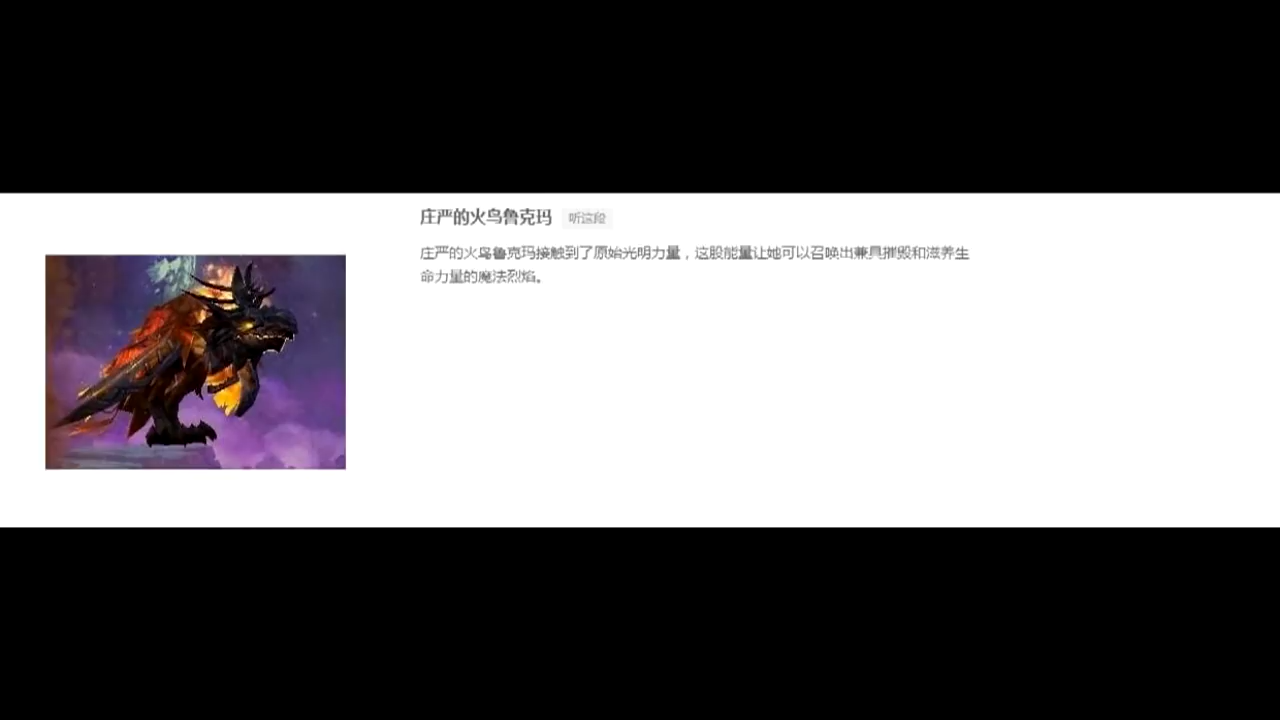 庄严的火鸟鲁克玛 听这段
庄严的火鸟鲁克玛接触到了原始光明力量，这股能量让她可以召唤出兼具摧毁和滋养生
命力量的魔法烈焰。